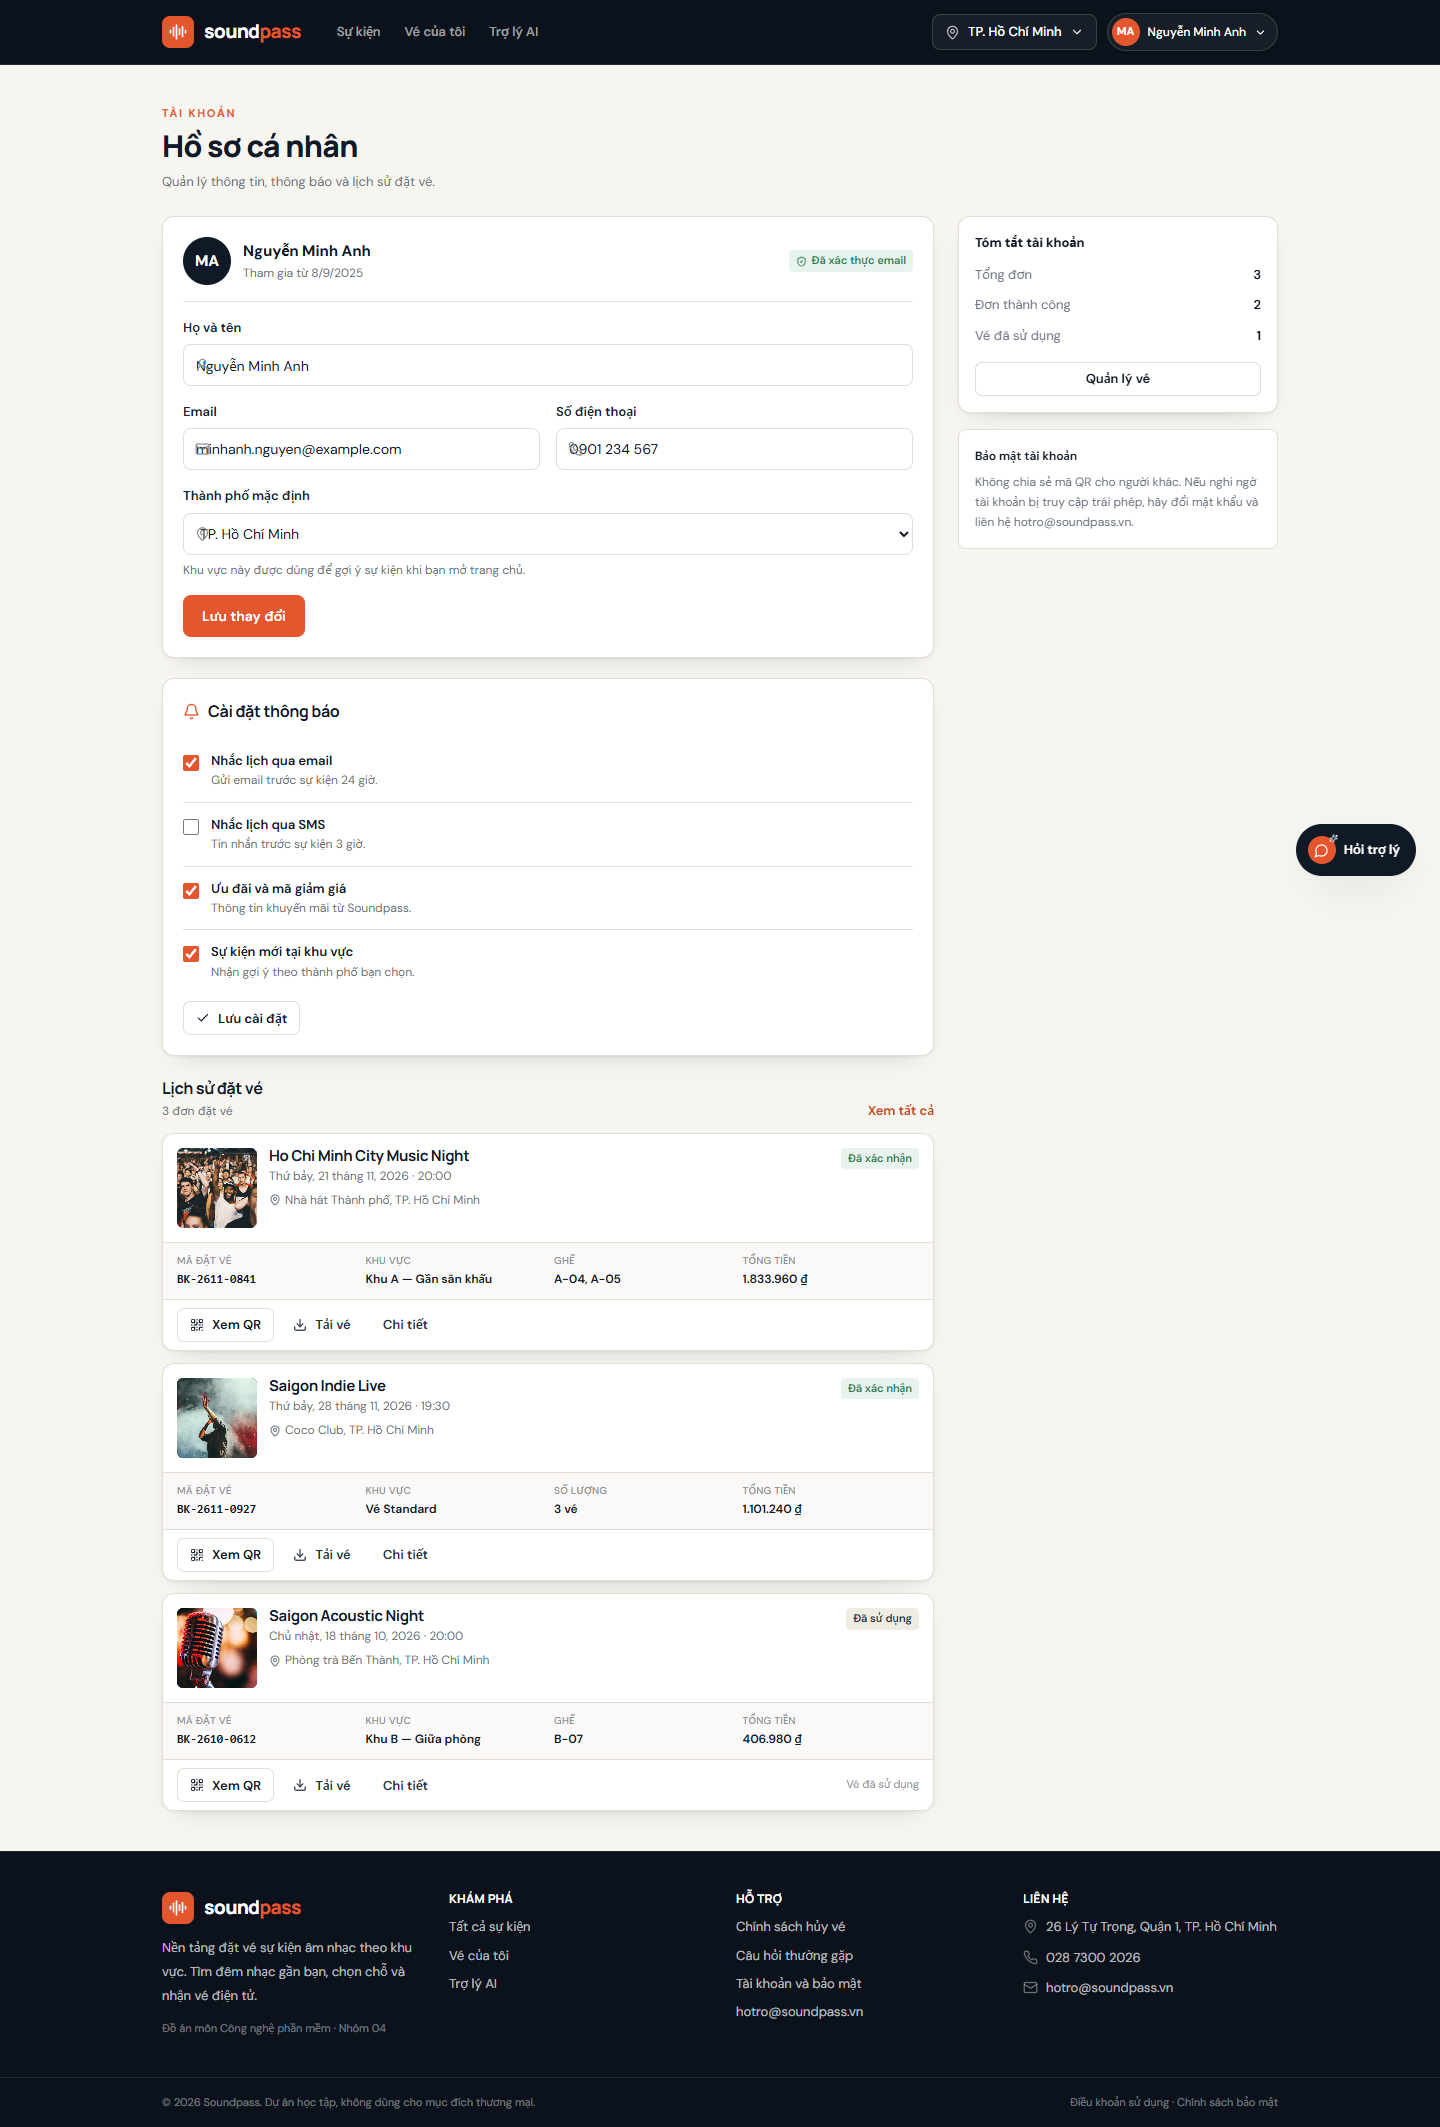 soundpass
Sự kiện
Vé của tôi
Trợ lý AI
TP. Hồ Chí Minh
MA
Nguyễn Minh Anh
TÀI KHOẢN
Hồ sơ cá nhân
Quản lý thông tin, thông báo và lịch sử đặt vé.
MA
Nguyễn Minh Anh
Tham gia từ 8/9/2025
Đã xác thực email
Họ và tên
Nguyễn Minh Anh
Email
Số điện thoại
minhanh.nguyen@example.com
0901 234 567
Thành phố mặc định
TP. Hồ Chí Minh
Khu vực này được dùng để gợi ý sự kiện khi bạn mở trang chủ.
Lưu thay đổi
Tóm tắt tài khoản
Tổng đơn 3
Đơn thành công 2
Vé đã sử dụng 1
Quản lý vé
Bảo mật tài khoản
Không chia sẻ mã QR cho người khác. Nếu nghi ngờ
tài khoản bị truy cập trái phép, hãy đổi mật khẩu và
liên hệ hotro@soundpass.vn.
Cài đặt thông báo
Nhắc lịch qua email
Gửi email trước sự kiện 24 giờ.
Nhắc lịch qua SMS
Tin nhắn trước sự kiện 3 giờ.
Ưu đãi và mã giảm giá
Thông tin khuyến mãi từ Soundpass.
Sự kiện mới tại khu vực
Nhận gợi ý theo thành phố bạn chọn.
Lưu cài đặt
Hỏi trợ lý
Lịch sử đặt vé
3 đơn đặt vé
Xem tất cả
Ho Chi Minh City Music Night
Thứ bảy, 21 tháng 11, 2026 · 20:00
Nhà hát Thành phố, TP. Hồ Chí Minh
Đã xác nhận
MÃ ĐẶT VÉ KHU VỰC GHẾ TỔNG TIỀN
BK-2611-0841 Khu A — Gần sân khấu A-04, A-05 1.833.960 ₫
Xem QR Tải vé Chi tiết
Saigon Indie Live
Thứ bảy, 28 tháng 11, 2026 · 19:30
Coco Club, TP. Hồ Chí Minh
Đã xác nhận
MÃ ĐẶT VÉ KHU VỰC SỐ LƯỢNG TỔNG TIỀN
BK-2611-0927 Vé Standard 3 vé 1.101.240 ₫
Xem QR Tải vé Chi tiết
Saigon Acoustic Night
Chủ nhật, 18 tháng 10, 2026 · 20:00
Phòng trà Bến Thành, TP. Hồ Chí Minh
Đã sử dụng
MÃ ĐẶT VÉ KHU VỰC GHẾ TỔNG TIỀN
BK-2610-0612 Khu B — Giữa phòng B-07 406.980 ₫
Xem QR Tải vé Chi tiết Vé đã sử dụng
soundpass
Nền tảng đặt vé sự kiện âm nhạc theo khu
vực. Tìm đêm nhạc gần bạn, chọn chỗ và
nhận vé điện tử.
Đồ án môn Công nghệ phần mềm · Nhóm 04
KHÁM PHÁ
Tất cả sự kiện
Vé của tôi
Trợ lý AI
HỖ TRỢ
Chính sách hủy vé
Câu hỏi thường gặp
Tài khoản và bảo mật
hotro@soundpass.vn
LIÊN HỆ
26 Lý Tự Trọng, Quận 1, TP. Hồ Chí Minh
028 7300 2026
hotro@soundpass.vn
© 2026 Soundpass. Dự án học tập, không dùng cho mục đích thương mại.
Điều khoản sử dụng · Chính sách bảo mật